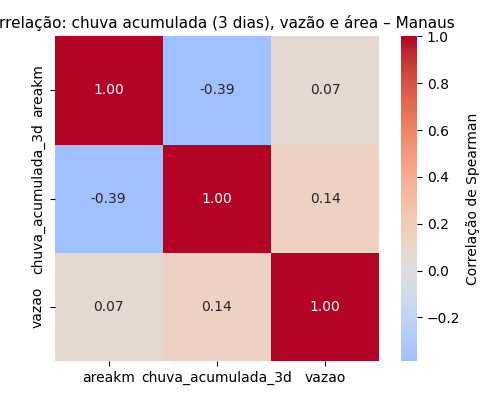 rrelação: chuva acumulada (3 dias), vazão e área – Manaus
areakm
1.00
-0.39
0.07
chuva_acumulada_3d
-0.39
1.00
0.14
vazao
0.07
0.14
1.00
areakm
chuva_acumulada_3d
vazao
1.0
0.8
0.6
0.4
0.2
0.0
−0.2
Correlação de Spearman